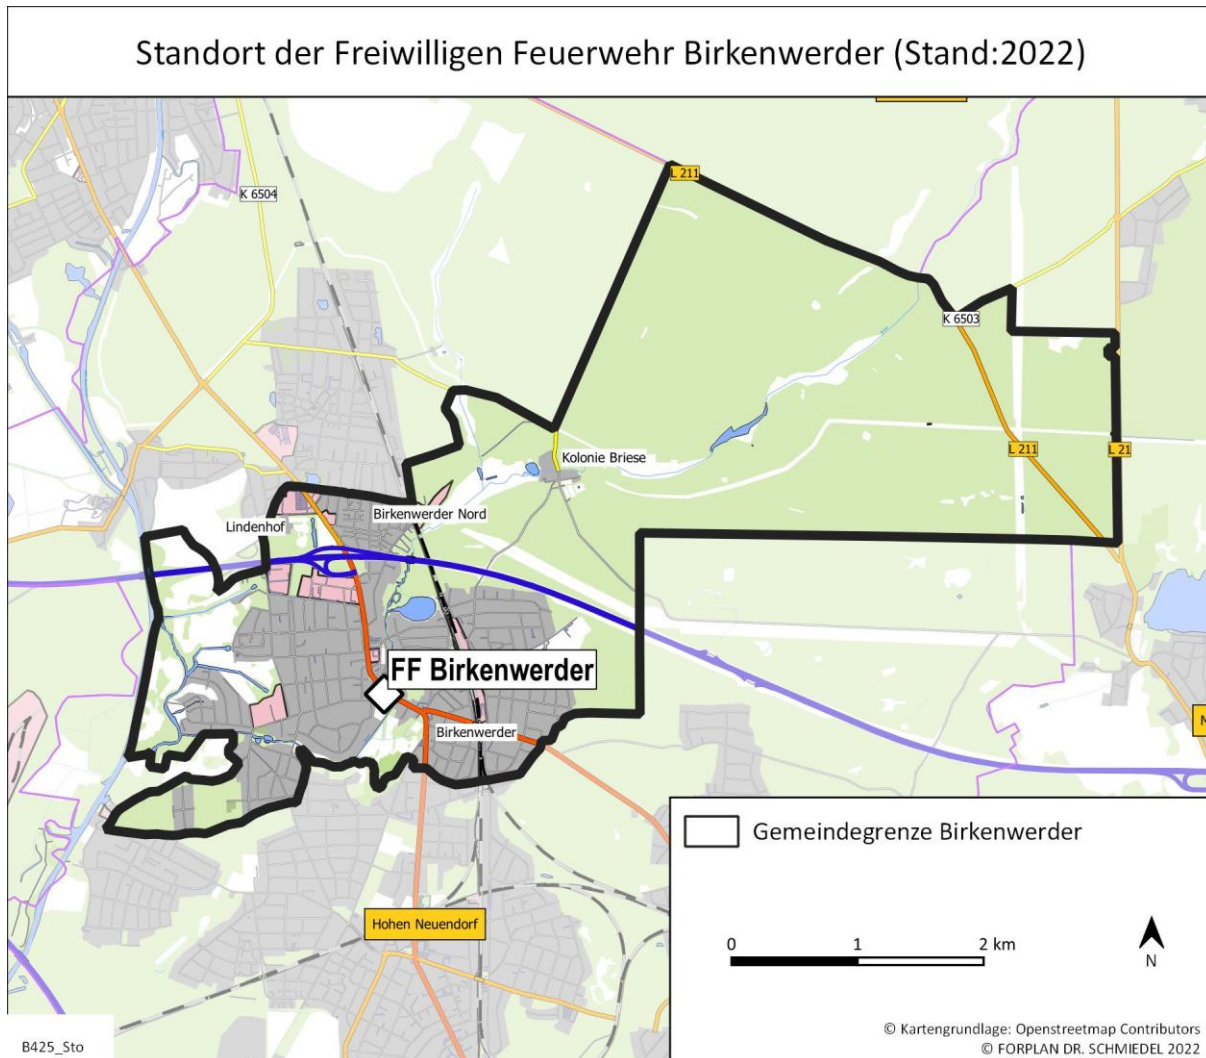 Standort der Freiwilligen Feuerwehr Birkenwerder (Stand:2022)
L 211
K 6504
K 6503
L 211
L 21
Kolonie Briese
Birkenwerder Nord
Lindenhof
FF Birkenwerder
Birkenwerder
Gemeindegrenze Birkenwerder
Hohen Neuendorf
0 1 2 km
N
© Kartengrundlage: Openstreetmap Contributors
© FORPLAN DR. SCHMIEDEL 2022
B425_Sto